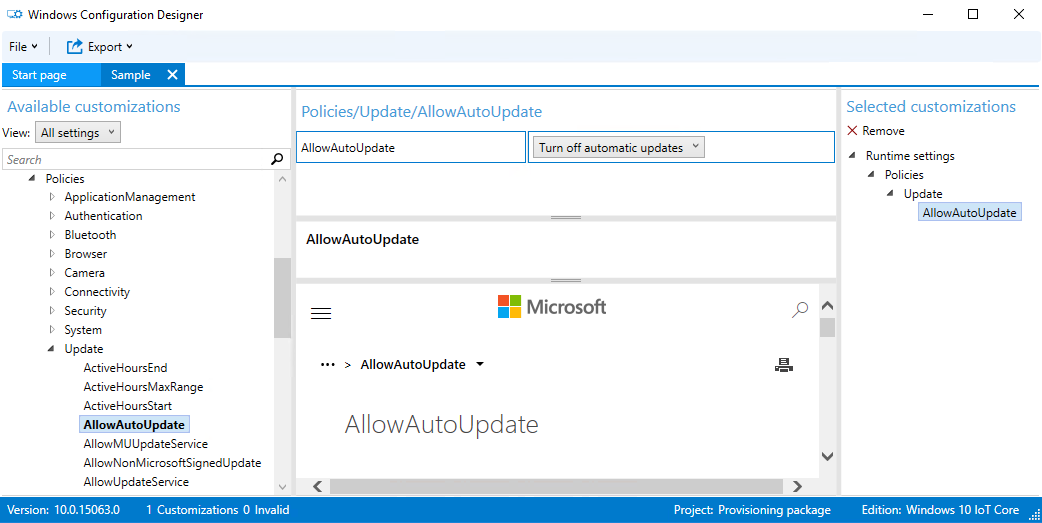 Windows Configuration Designer
File
Export
Start page
Sample
Available customizations
View: All settings
Search
Policies
ApplicationManagement
Authentication
Bluetooth
Browser
Camera
Connectivity
Security
System
Update
ActiveHoursEnd
ActiveHoursMaxRange
ActiveHoursStart
AllowAutoUpdate
AllowMUUpdateService
AllowNonMicrosoftSignedUpdate
AllowUpdateService
Policies/Update/AllowAutoUpdate
AllowAutoUpdate Turn off automatic updates
AllowAutoUpdate
Microsoft
··· > AllowAutoUpdate
AllowAutoUpdate
Selected customizations
Remove
Runtime settings
Policies
Update
AllowAutoUpdate
Version: 10.0.15063.0 1 Customizations 0 Invalid Project: Provisioning package Edition: Windows 10 IoT Core